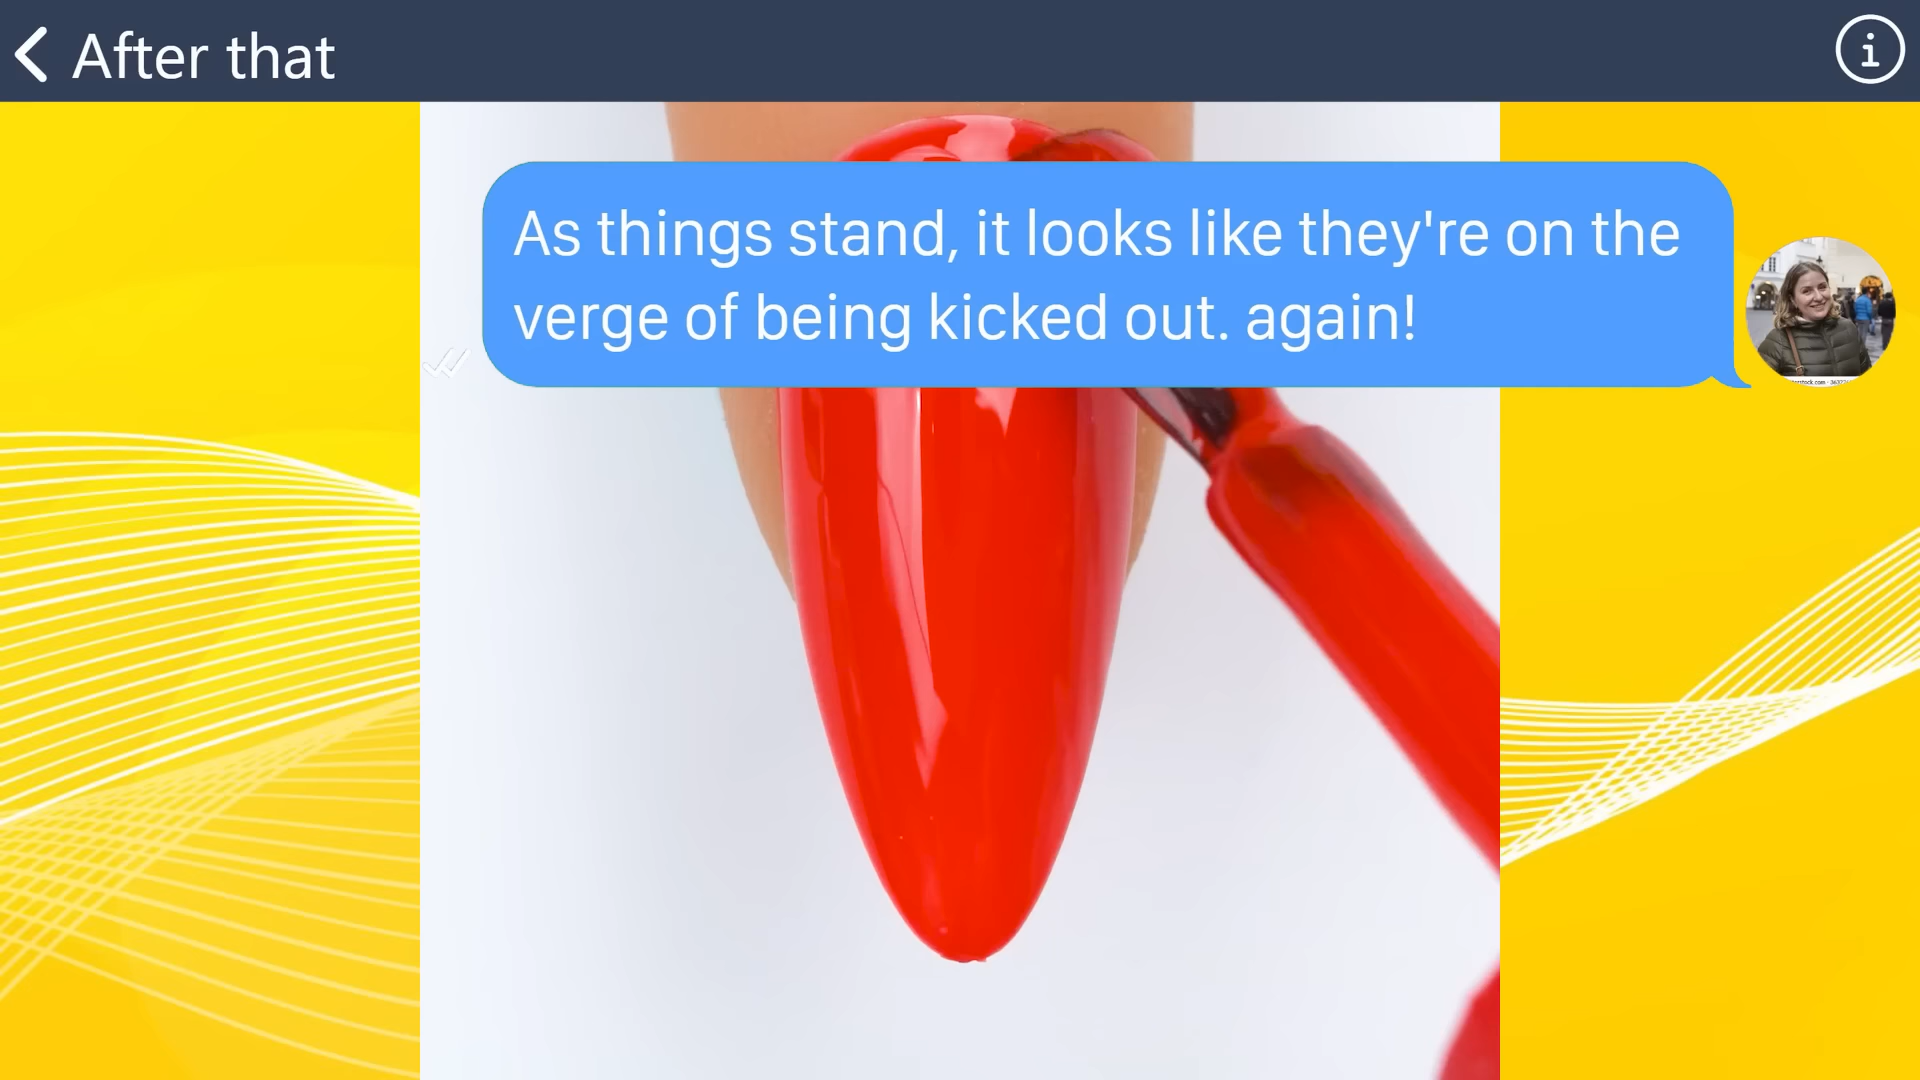 After that
As things stand, it looks like they're on the
verge of being kicked out. again!